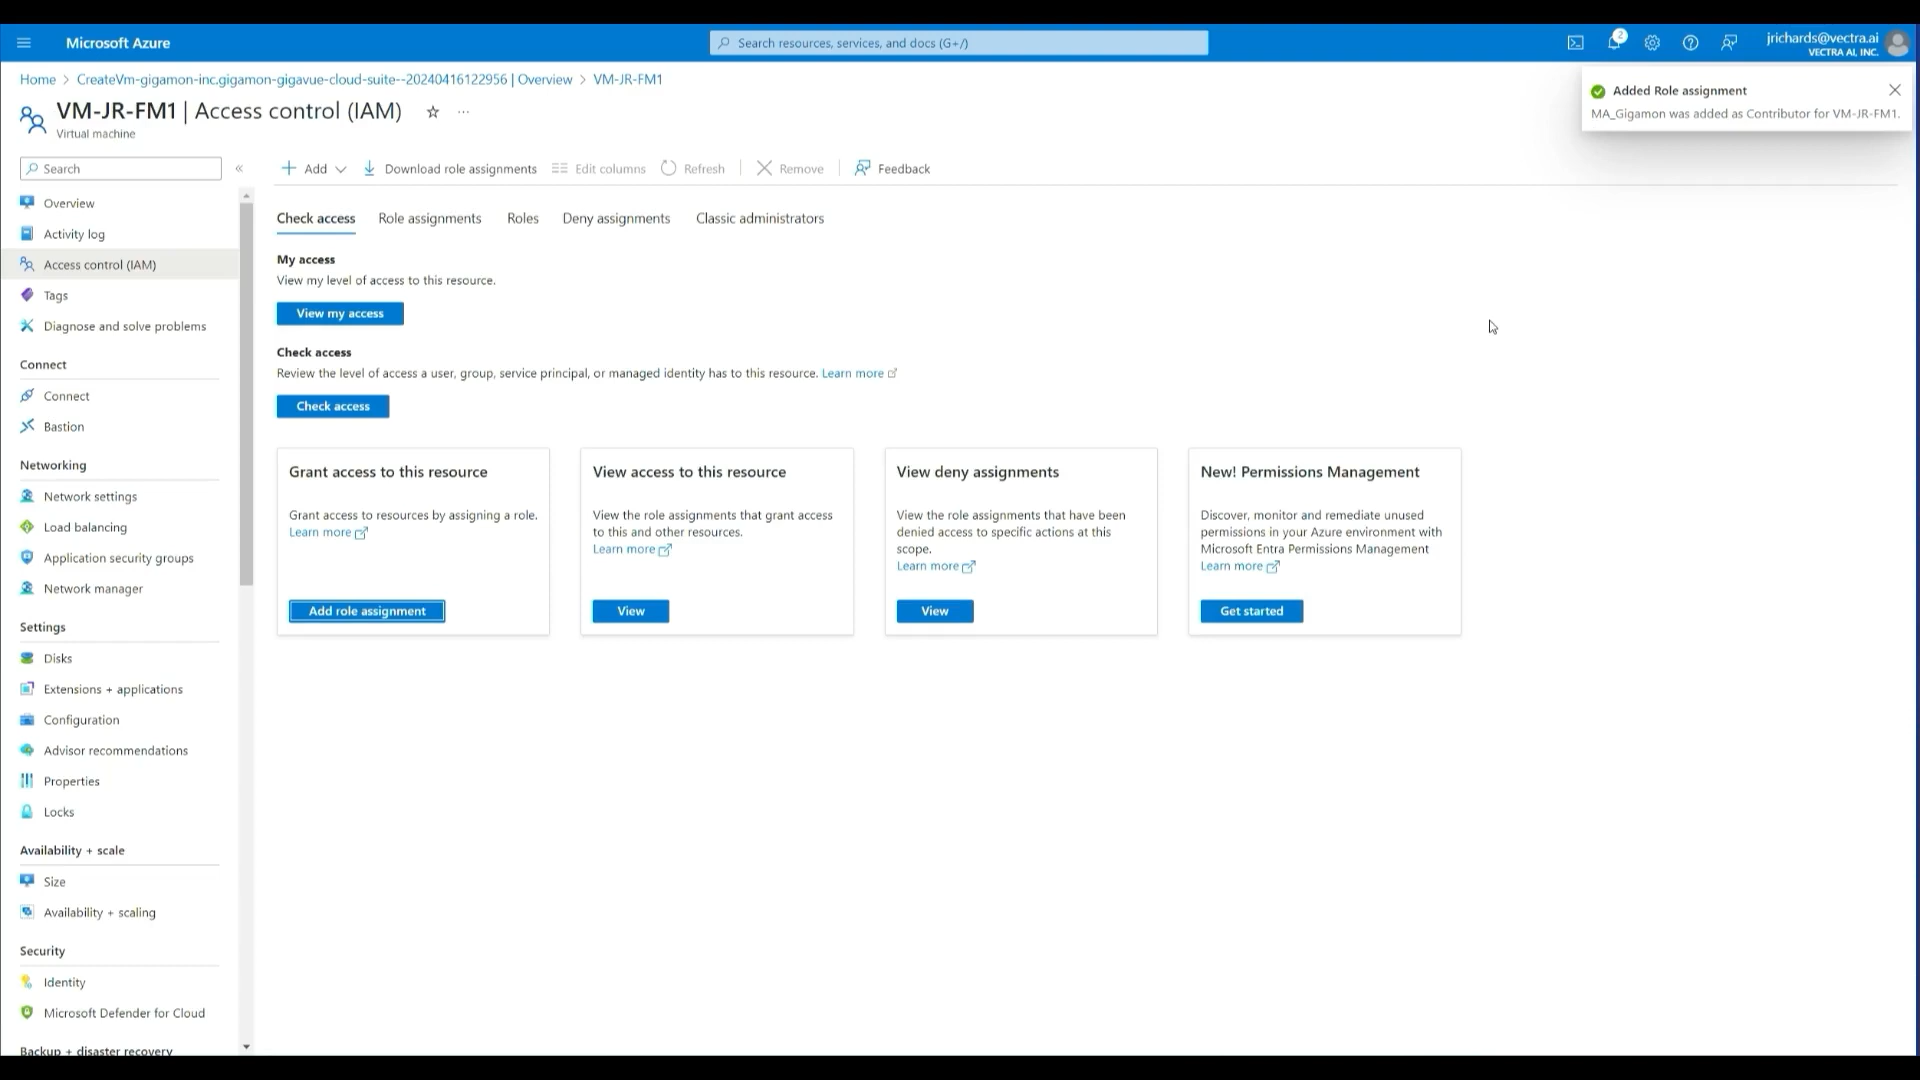 Microsoft Azure
Search resources, services, and docs (G+/)
2
jrichards@vectra.ai
VECTRA AI, INC.
Home > CreateVm-gigamon-inc.gigamon-gigavue-cloud-suite--20240416122956 | Overview > VM-JR-FM1
VM-JR-FM1 | Access control (IAM)
Virtual machine
Added Role assignment
MA_Gigamon was added as Contributor for VM-JR-FM1.
Search
Overview
Activity log
Access control (IAM)
Tags
Diagnose and solve problems
Connect
Connect
Bastion
Networking
Network settings
Load balancing
Application security groups
Network manager
Settings
Disks
Extensions + applications
Configuration
Advisor recommendations
Properties
Locks
Availability + scale
Size
Availability + scaling
Security
Identity
Microsoft Defender for Cloud
Backup + disaster recovery
Add
Download role assignments
Edit columns
Refresh
Remove
Feedback
Check access
Role assignments
Roles
Deny assignments
Classic administrators
My access
View my level of access to this resource.
View my access
Check access
Review the level of access a user, group, service principal, or managed identity has to this resource. Learn more
Check access
Grant access to this resource
Grant access to resources by assigning a role.
Learn more
Add role assignment
View access to this resource
View the role assignments that grant access
to this and other resources.
Learn more
View
View deny assignments
View the role assignments that have been
denied access to specific actions at this
scope.
Learn more
View
New! Permissions Management
Discover, monitor and remediate unused
permissions in your Azure environment with
Microsoft Entra Permissions Management
Learn more
Get started